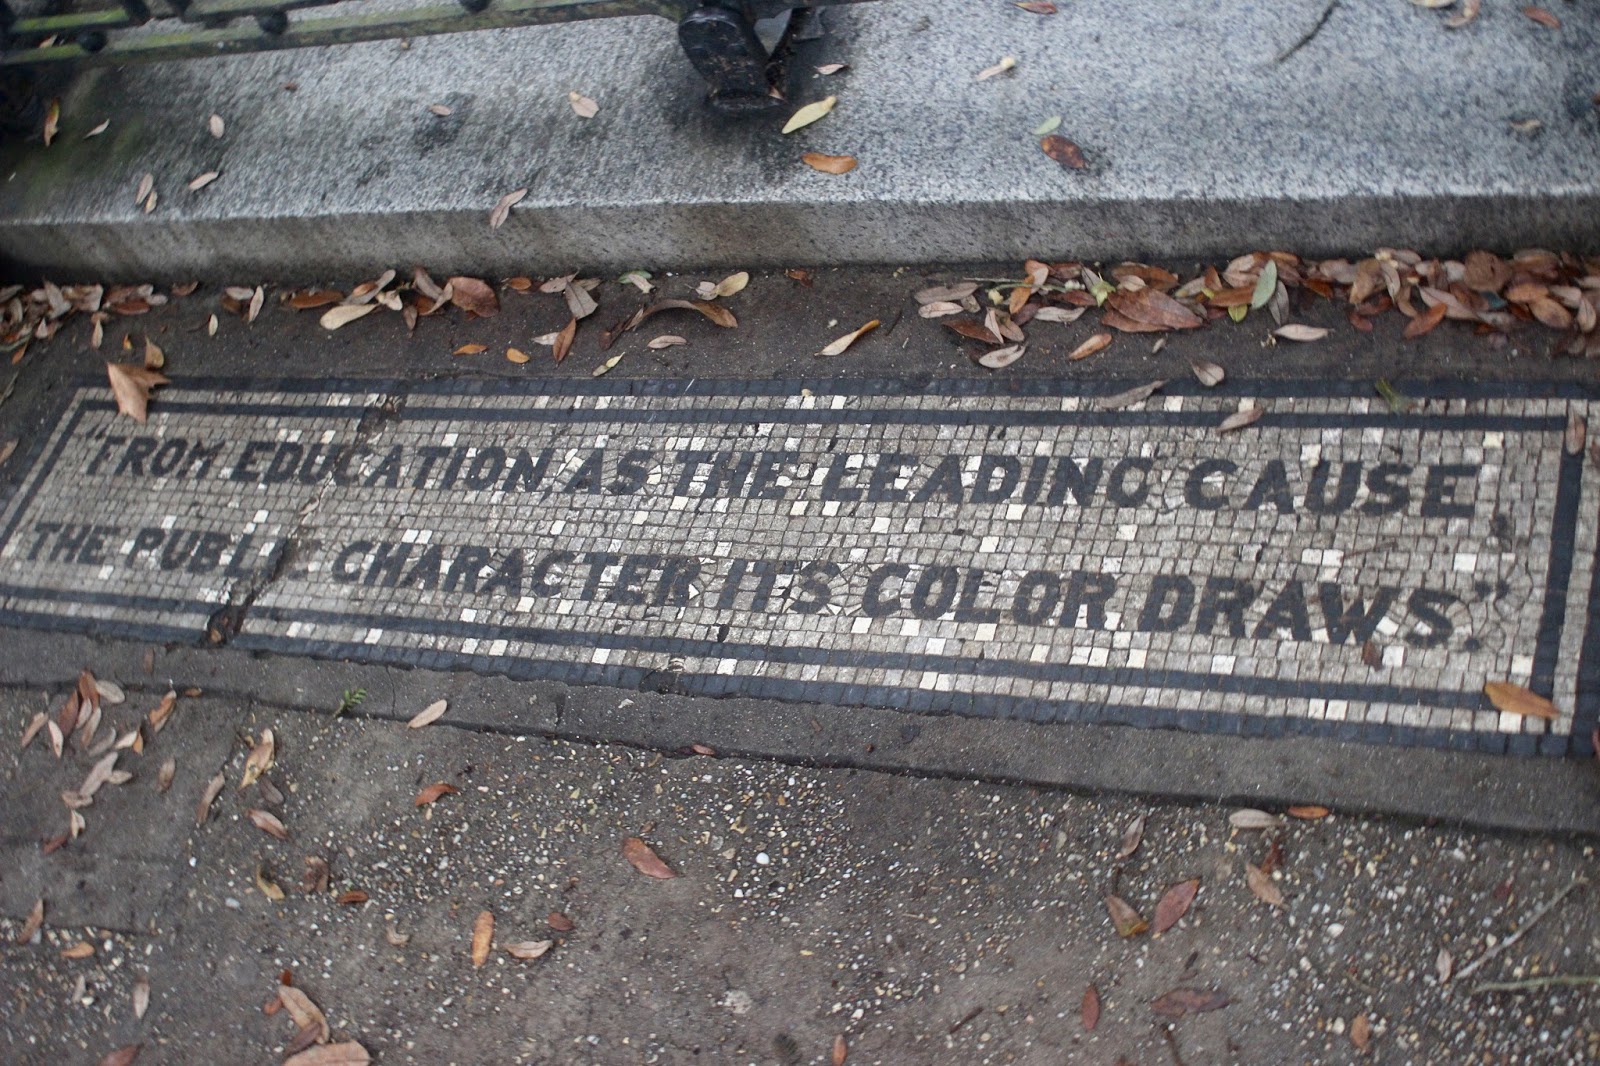 "FROM EDUCATION, AS THE LEADING CAUSE,
THE PUBLIC CHARACTER ITS COLOR DRAWS."